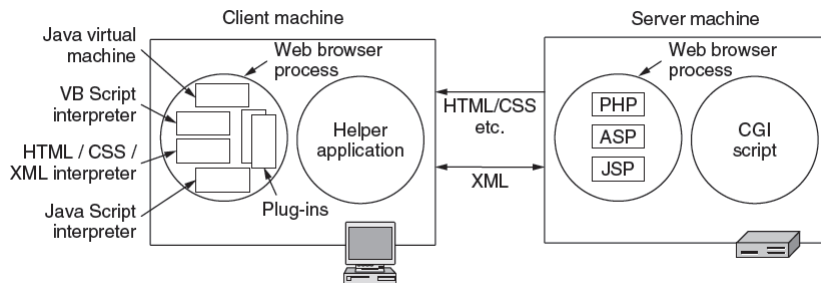 Client machine
Server machine
Java virtual
machine
Web browser
process
Web browser
process
VB Script
interpreter
HTML / CSS /
XML interpreter
Java Script
interpreter
Plug-ins
Helper
application
HTML/CSS
etc.
XML
PHP
ASP
JSP
CGI
script